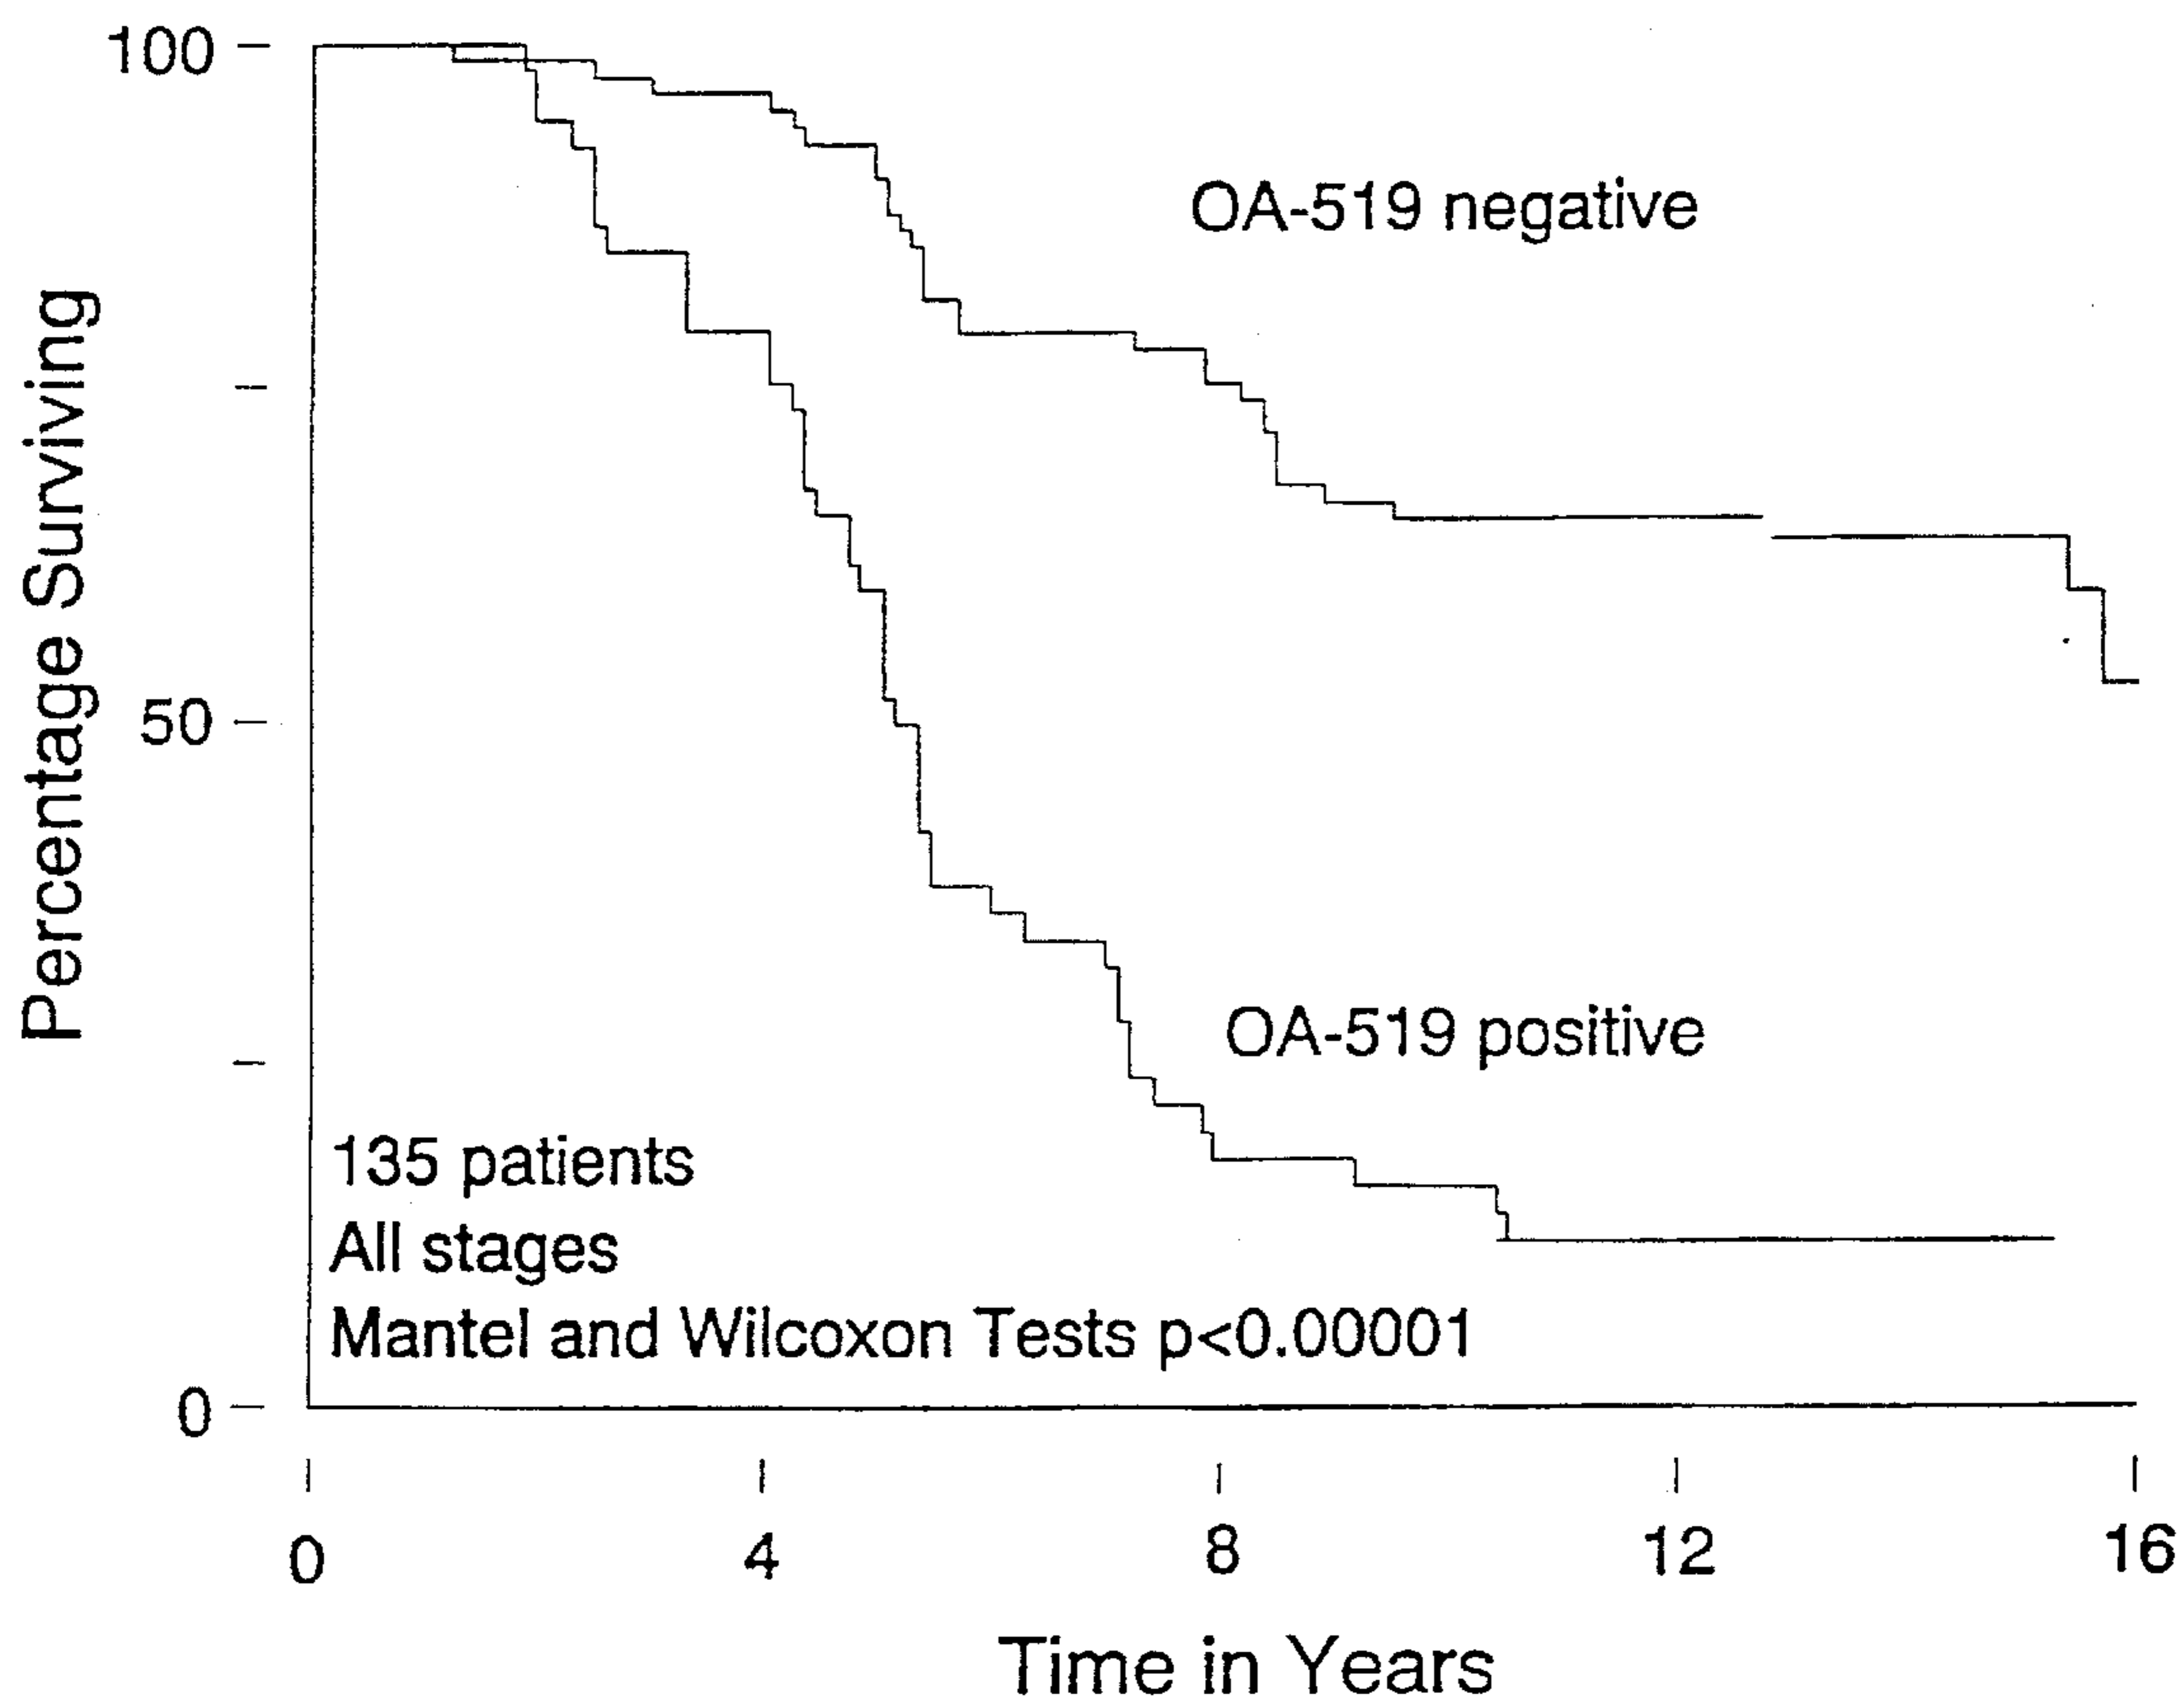 100
50
0
Percentage Surviving
OA-519 negative
OA-519 positive
135 patients
All stages
Mantel and Wilcoxon Tests p<0.00001
0 4 8 12 16
Time in Years